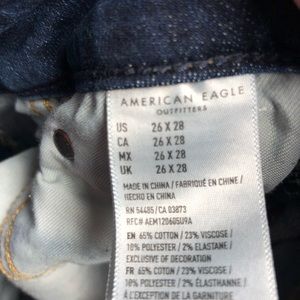 AMERICAN EAGLE
OUTFITTERS
US 26 X 28
CA 26 X 28
MX 26 X 28
UK 26 X 28
MADE IN CHINA / FABRIQUÉ EN CHINE /
HECHO EN CHINA
RN 54485/ CA 03873
RFC# AEM120605U9A
EN: 65% COTTON / 23% VISCOSE /
10% POLYESTER / 2% ELASTANE /
EXCLUSIVE OF DECORATION
FR: 65% COTON / 23% VISCOSE /
10% POLYESTER / 2% ÉLASTHANNE /
À L'EXCEPTION DE LA GARNITURE